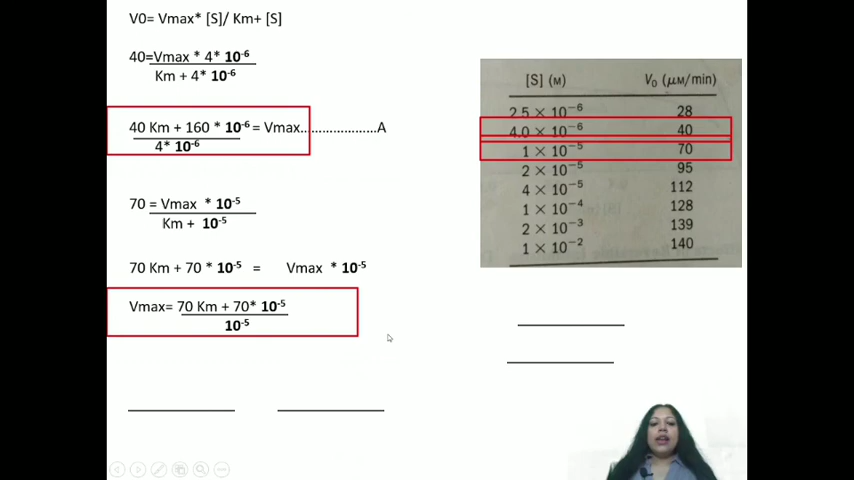 V0= Vmax* [S]/ Km+ [S]
40=Vmax * 4* 10-6
Km + 4* 10-6
40 Km + 160 * 10-6 = Vmax.....................A
4* 10-6
70 = Vmax * 10-5
Km + 10-5
70 Km + 70 * 10-5 = Vmax * 10-5
Vmax= 70 Km + 70* 10-5
10-5
[S] (M) V0 (μM/min)
2.5 × 10−6 28
4.0 × 10−6 40
1 × 10−5 70
2 × 10−5 95
4 × 10−5 112
1 × 10−4 128
2 × 10−3 139
1 × 10−2 140